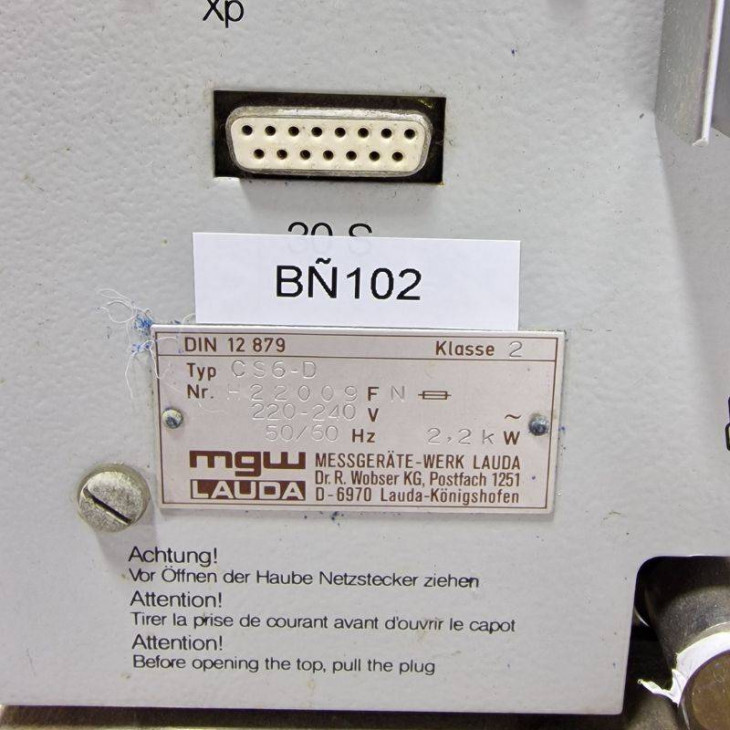 Xp
30 S
BÑ102
DIN 12 879 Klasse 2
Typ CS6-D
Nr. H22009 F N
220-240 V ~
50/60 Hz 2,2 k W
mgw MESSGERÄTE-WERK LAUDA
LAUDA Dr. R. Wobser KG, Postfach 1251
D-6970 Lauda-Königshofen
Achtung!
Vor Öffnen der Haube Netzstecker ziehen
Attention!
Tirer la prise de courant avant d'ouvrir le capot
Attention!
Before opening the top, pull the plug